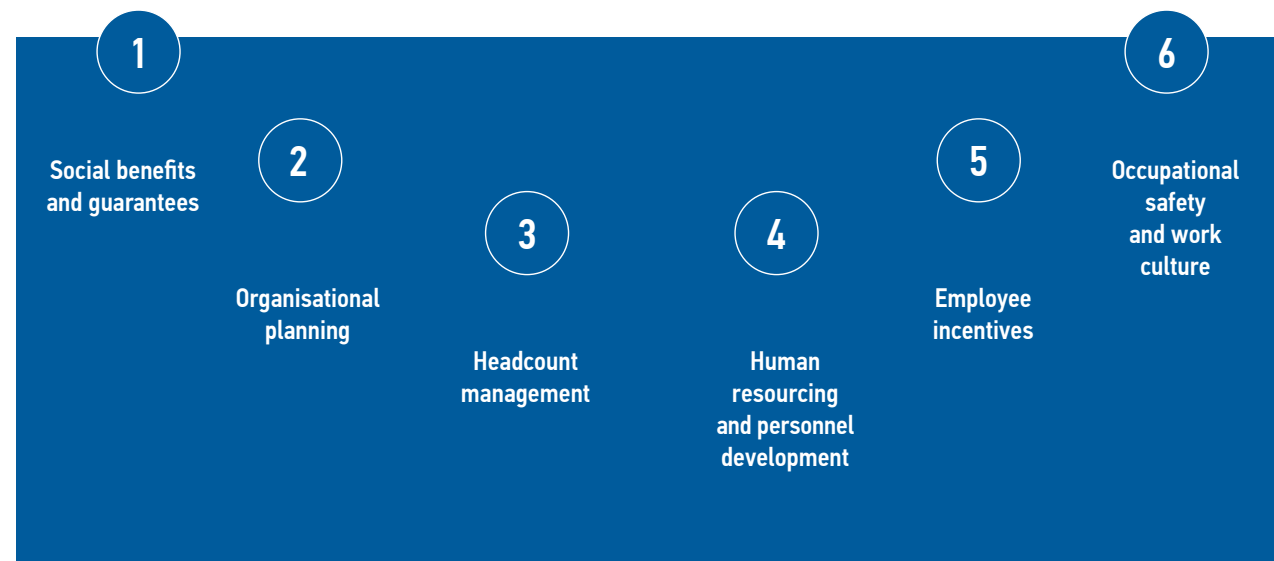 1
Social benefits
and guarantees
2
Organisational
planning
3
Headcount
management
4
Human
resourcing
and personnel
development
5
Employee
incentives
6
Occupational
safety
and work
culture